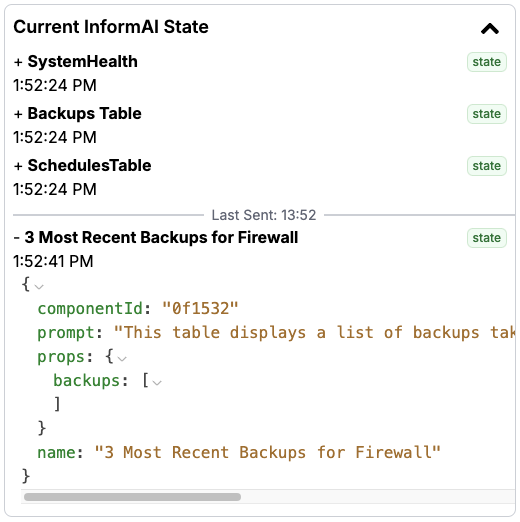 Current InformAI State
+ SystemHealth state
1:52:24 PM
+ Backups Table state
1:52:24 PM
+ SchedulesTable state
1:52:24 PM
Last Sent: 13:52
- 3 Most Recent Backups for Firewall state
1:52:41 PM
{
componentId: "0f1532"
prompt: "This table displays a list of backups tak
props: {
backups: [
]
}
name: "3 Most Recent Backups for Firewall"
}